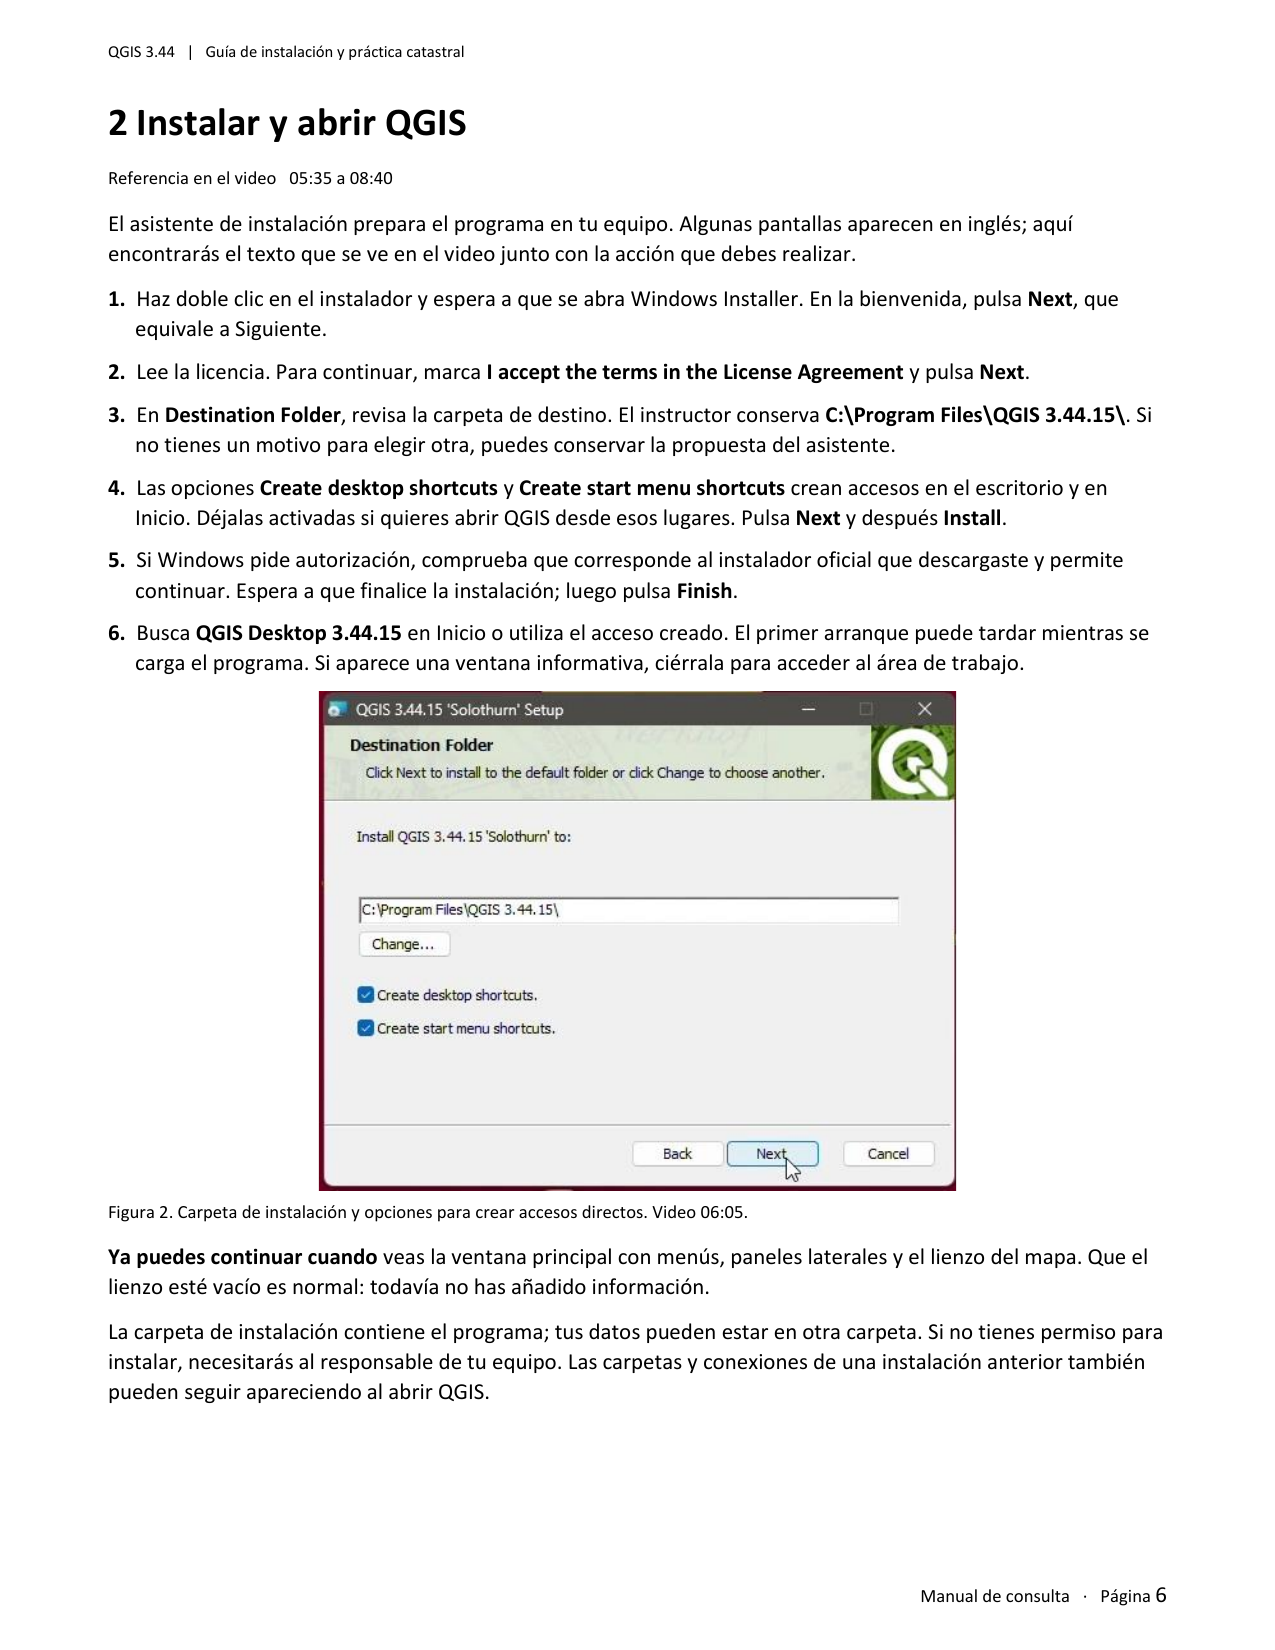 QGIS 3.44 | Guía de instalación y práctica catastral
2 Instalar y abrir QGIS
Referencia en el video 05:35 a 08:40
El asistente de instalación prepara el programa en tu equipo. Algunas pantallas aparecen en inglés; aquí
encontrarás el texto que se ve en el video junto con la acción que debes realizar.
1. Haz doble clic en el instalador y espera a que se abra Windows Installer. En la bienvenida, pulsa Next, que
equivale a Siguiente.
2. Lee la licencia. Para continuar, marca I accept the terms in the License Agreement y pulsa Next.
3. En Destination Folder, revisa la carpeta de destino. El instructor conserva C:\Program Files\QGIS 3.44.15\. Si
no tienes un motivo para elegir otra, puedes conservar la propuesta del asistente.
4. Las opciones Create desktop shortcuts y Create start menu shortcuts crean accesos en el escritorio y en
Inicio. Déjalas activadas si quieres abrir QGIS desde esos lugares. Pulsa Next y después Install.
5. Si Windows pide autorización, comprueba que corresponde al instalador oficial que descargaste y permite
continuar. Espera a que finalice la instalación; luego pulsa Finish.
6. Busca QGIS Desktop 3.44.15 en Inicio o utiliza el acceso creado. El primer arranque puede tardar mientras se
carga el programa. Si aparece una ventana informativa, ciérrala para acceder al área de trabajo.
QGIS 3.44.15 'Solothurn' Setup
Destination Folder
Click Next to install to the default folder or click Change to choose another.
Install QGIS 3.44.15 'Solothurn' to:
C:\Program Files\QGIS 3.44.15\
Change...
Create desktop shortcuts.
Create start menu shortcuts.
Back Next Cancel
Figura 2. Carpeta de instalación y opciones para crear accesos directos. Video 06:05.
Ya puedes continuar cuando veas la ventana principal con menús, paneles laterales y el lienzo del mapa. Que el
lienzo esté vacío es normal: todavía no has añadido información.
La carpeta de instalación contiene el programa; tus datos pueden estar en otra carpeta. Si no tienes permiso para
instalar, necesitarás al responsable de tu equipo. Las carpetas y conexiones de una instalación anterior también
pueden seguir apareciendo al abrir QGIS.
Manual de consulta · Página 6